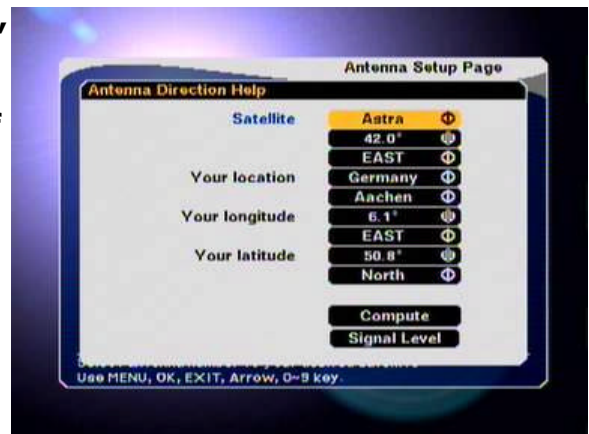 Antenna Setup Page
Antenna Direction Help
Satellite Astra
42.0°
EAST
Your location Germany
Aachen
Your longitude 6.1°
EAST
Your latitude 50.8°
North
Compute
Signal Level
Use MENU, OK, EXIT, Arrow, 0~9 key.